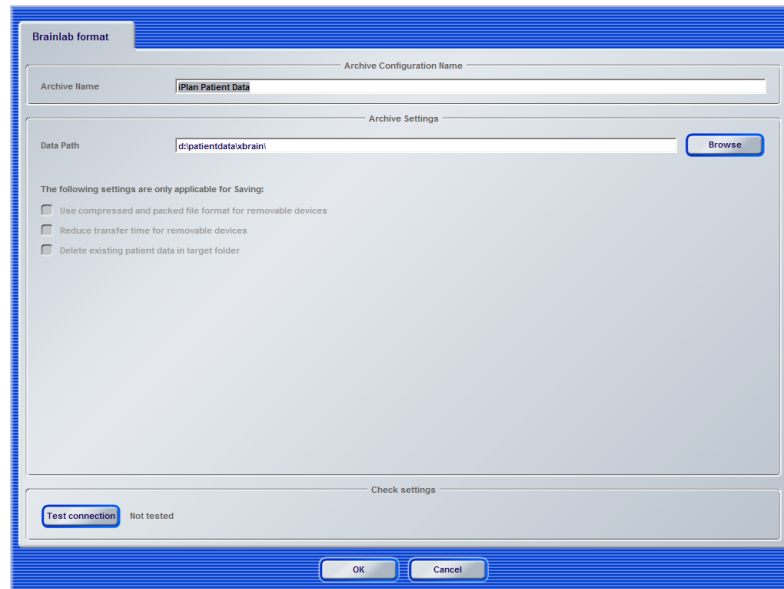 Brainlab format
Archive Configuration Name
Archive Name iPlan Patient Data
Archive Settings
Data Path d:\patientdata\xbrain\ Browse
The following settings are only applicable for Saving:
Use compressed and packed file format for removable devices
Reduce transfer time for removable devices
Delete existing patient data in target folder
Check settings
Test connection Not tested
OK Cancel